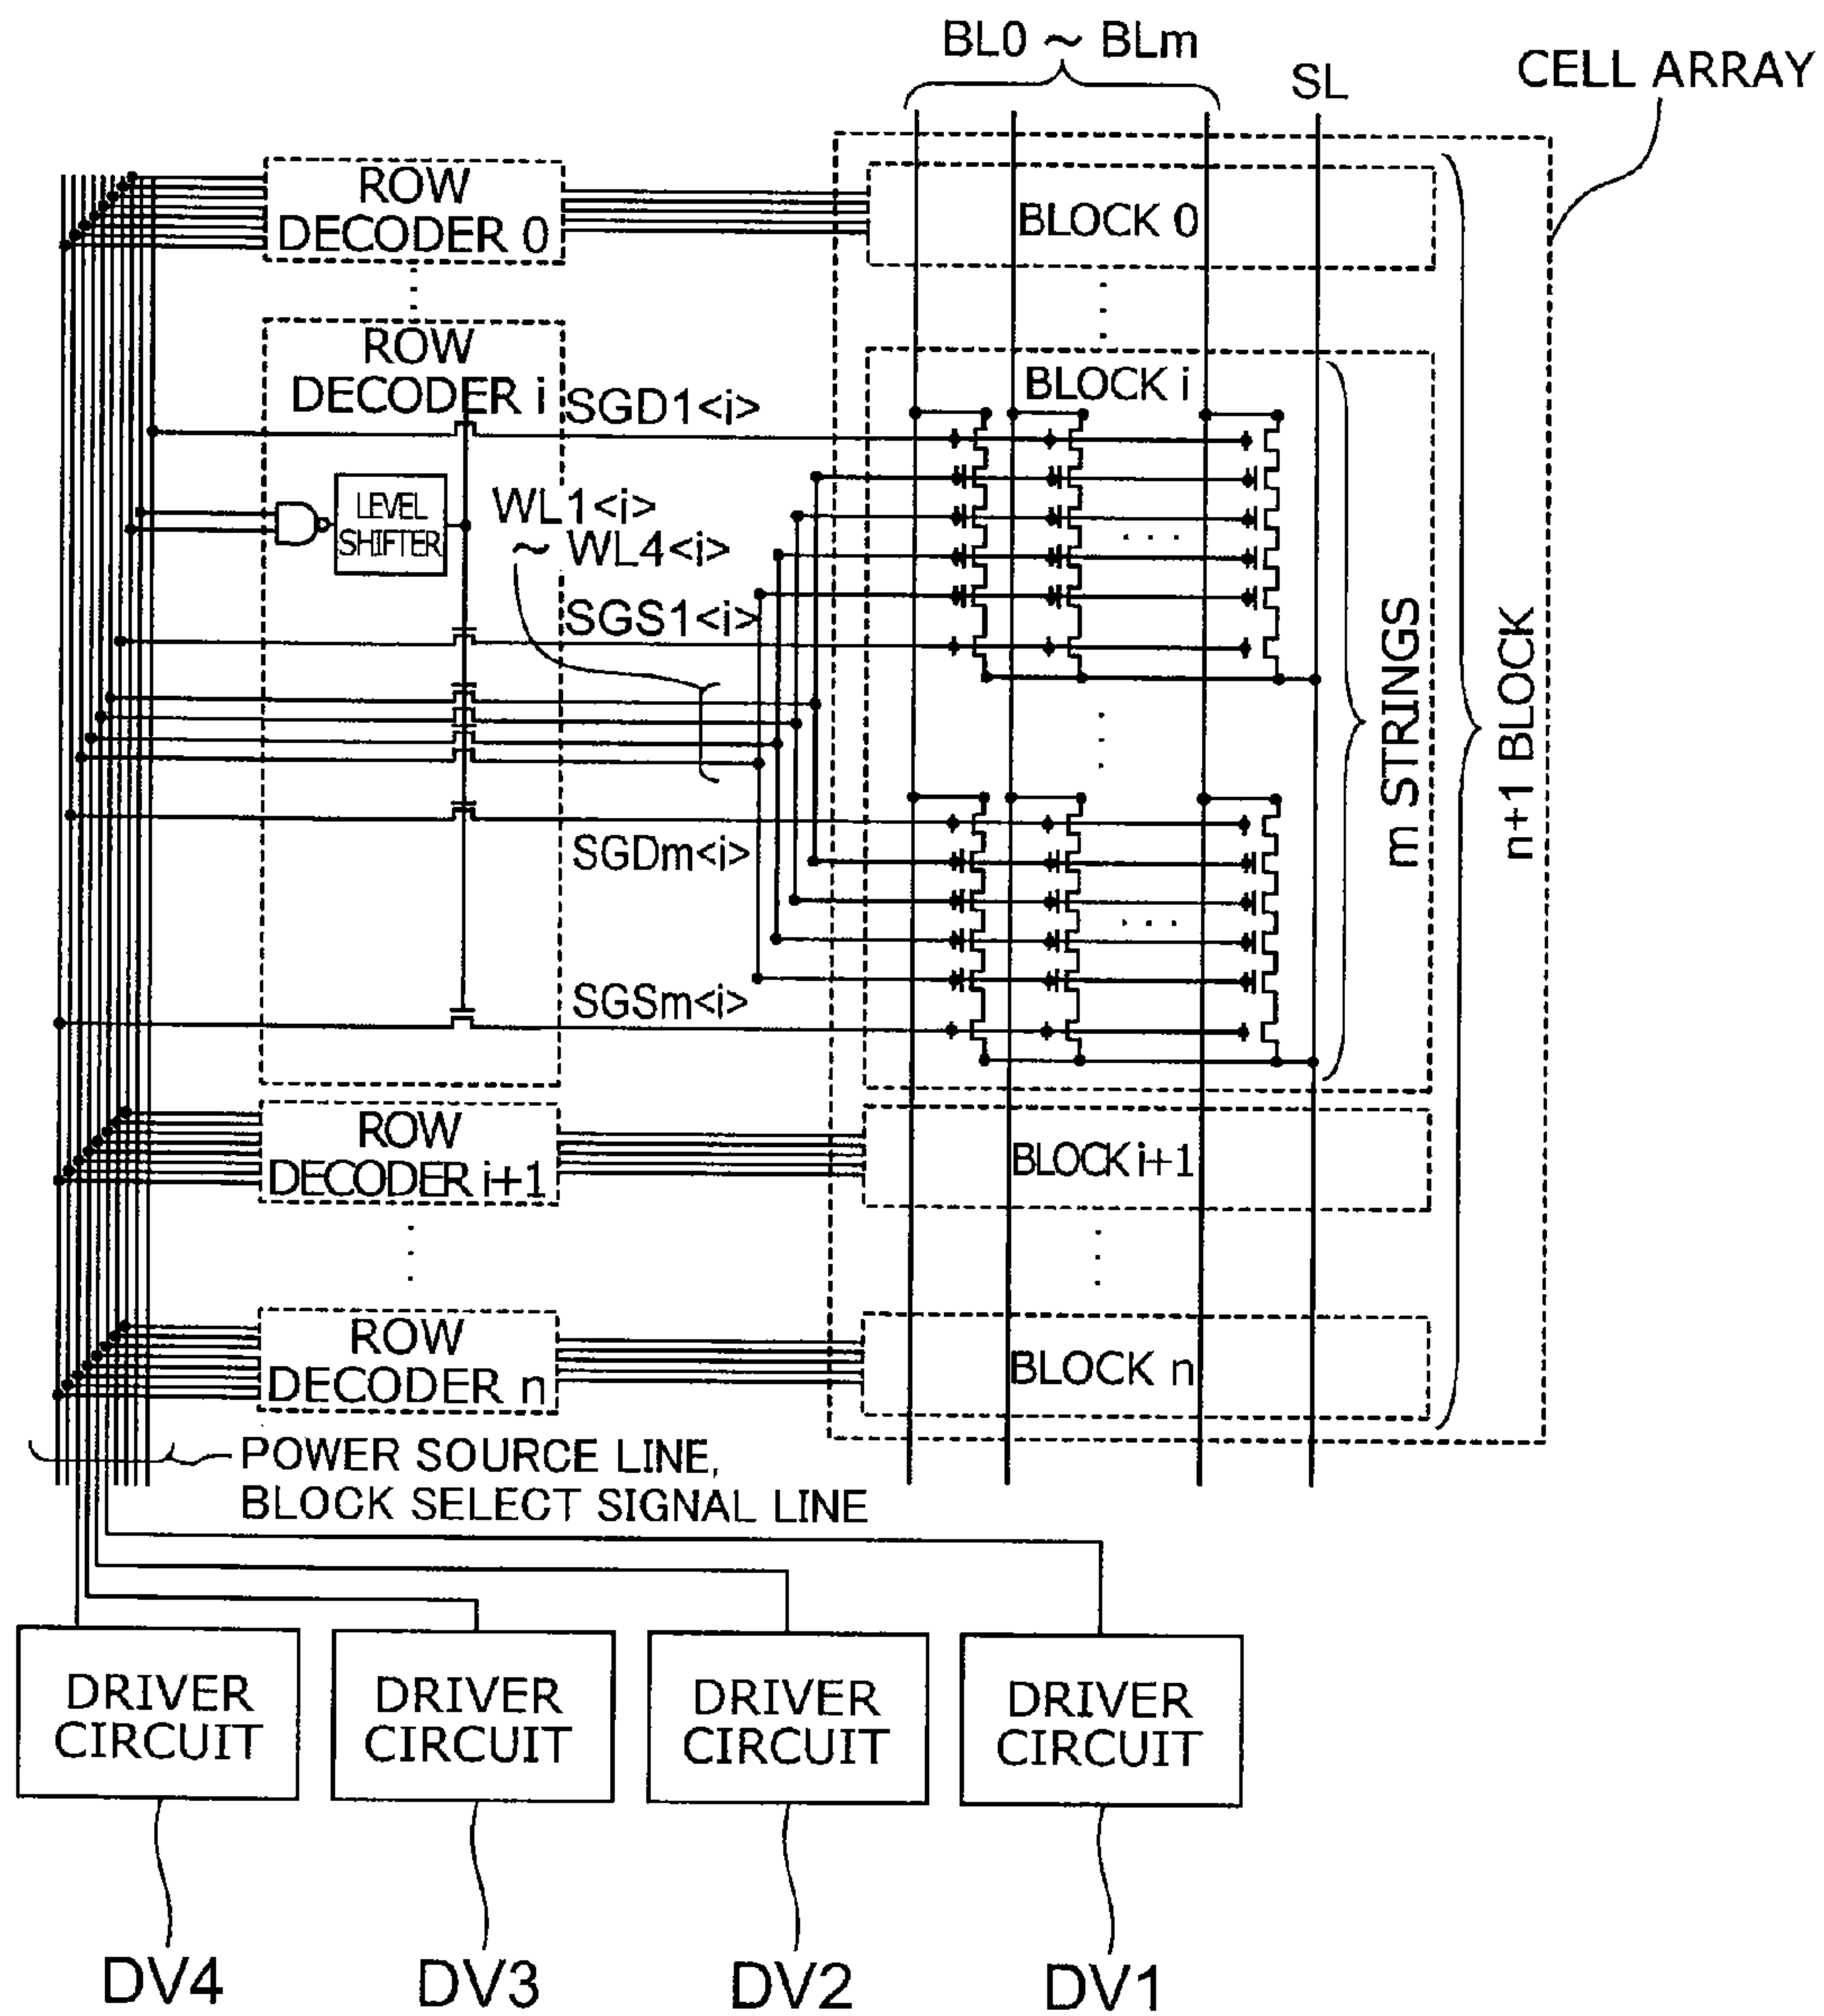 BL0 ~ BLm
SL
CELL ARRAY
ROW
DECODER 0
BLOCK 0
ROW
DECODER i
BLOCK i
SGD1<i>
LEVEL
SHIFTER
WL1<i>
~ WL4<i>
SGS1<i>
m STRINGS
n+1 BLOCK
SGDm<i>
SGSm<i>
ROW
DECODER i+1
BLOCK i+1
ROW
DECODER n
BLOCK n
POWER SOURCE LINE,
BLOCK SELECT SIGNAL LINE
DRIVER
CIRCUIT
DRIVER
CIRCUIT
DRIVER
CIRCUIT
DRIVER
CIRCUIT
DV4
DV3
DV2
DV1